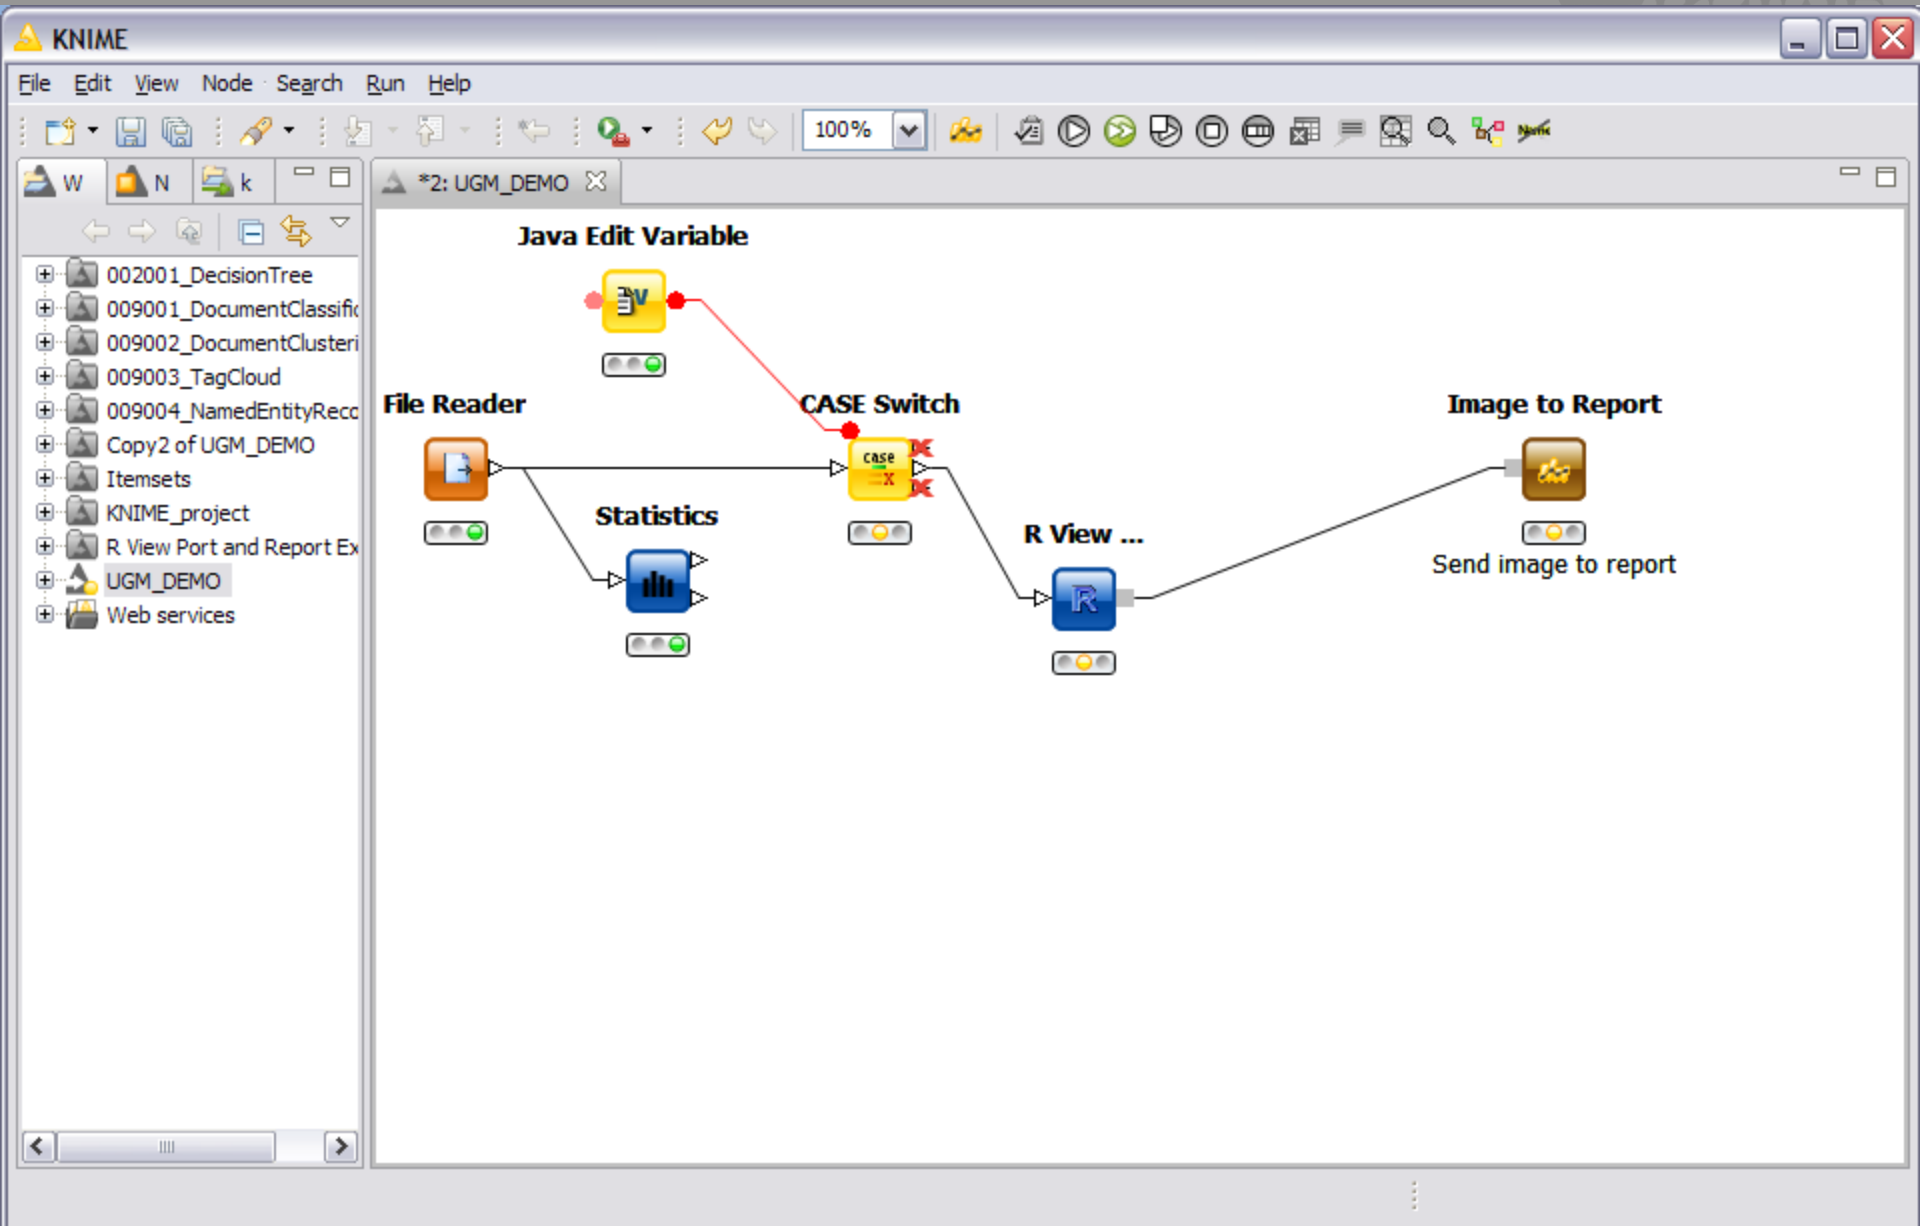 KNIME
File Edit View Node Search Run Help
100%
W N k
*2: UGM_DEMO
002001_DecisionTree
009001_DocumentClassific
009002_DocumentClusteri
009003_TagCloud
009004_NamedEntityReco
Copy2 of UGM_DEMO
Itemsets
KNIME_project
R View Port and Report Ex
UGM_DEMO
Web services
Java Edit Variable
V
File Reader
CASE Switch
case
x
Image to Report
Statistics
R View ...
R
Send image to report